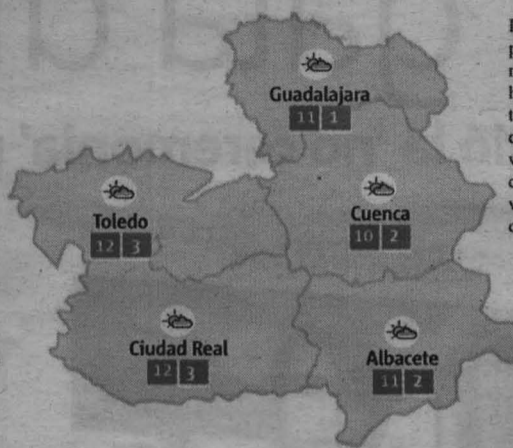 Guadalajara
11 1
Toledo
12 3
Cuenca
10 2
Ciudad Real
12 3
Albacete
11 2